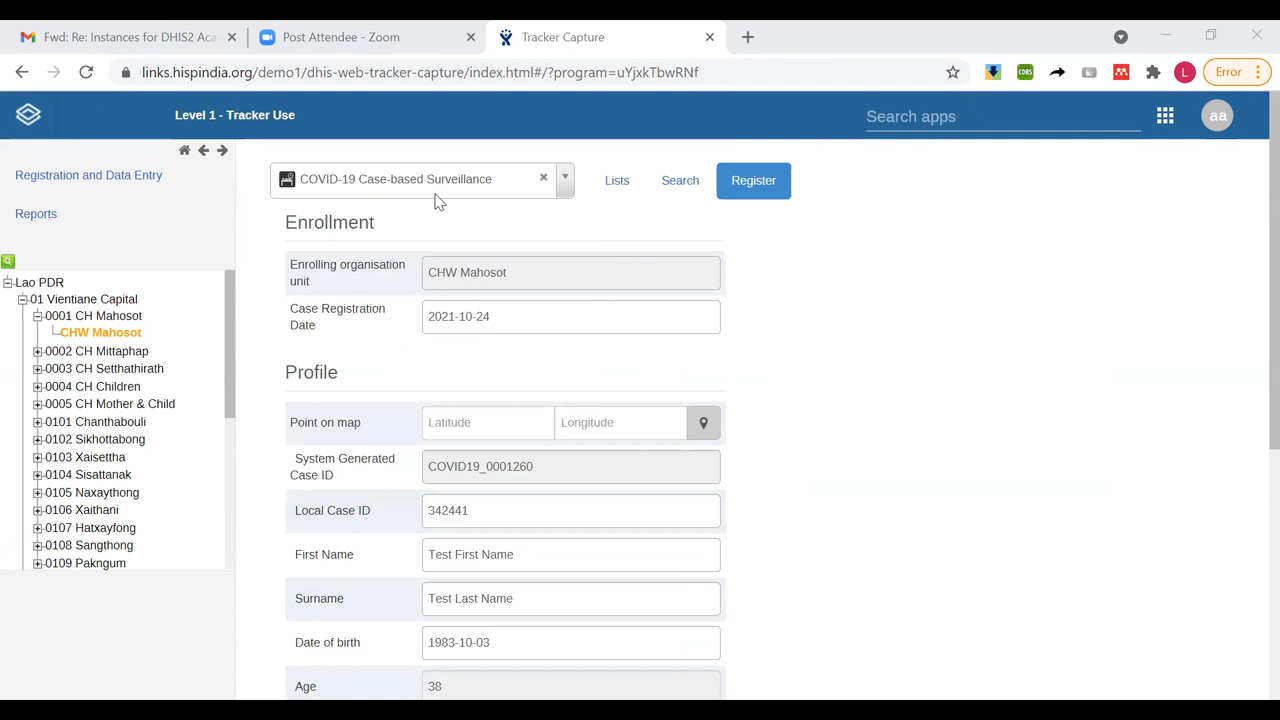 Fwd: Re: Instances for DHIS2 Aca
Post Attendee - Zoom
Tracker Capture
links.hispindia.org/demo1/dhis-web-tracker-capture/index.html#/?program=uYjxkTbwRNf
CORS
L
Error
Level 1 - Tracker Use
Search apps
aa
Registration and Data Entry
Reports
Lao PDR
01 Vientiane Capital
0001 CH Mahosot
CHW Mahosot
0002 CH Mittaphap
0003 CH Setthathirath
0004 CH Children
0005 CH Mother & Child
0101 Chanthabouli
0102 Sikhottabong
0103 Xaisettha
0104 Sisattanak
0105 Naxaythong
0106 Xaithani
0107 Hatxayfong
0108 Sangthong
0109 Pakngum
COVID-19 Case-based Surveillance
Lists
Search
Register
Enrollment
Enrolling organisation
unit
CHW Mahosot
Case Registration
Date
2021-10-24
Profile
Point on map
Latitude
Longitude
System Generated
Case ID
COVID19_0001260
Local Case ID
342441
First Name
Test First Name
Surname
Test Last Name
Date of birth
1983-10-03
Age
38